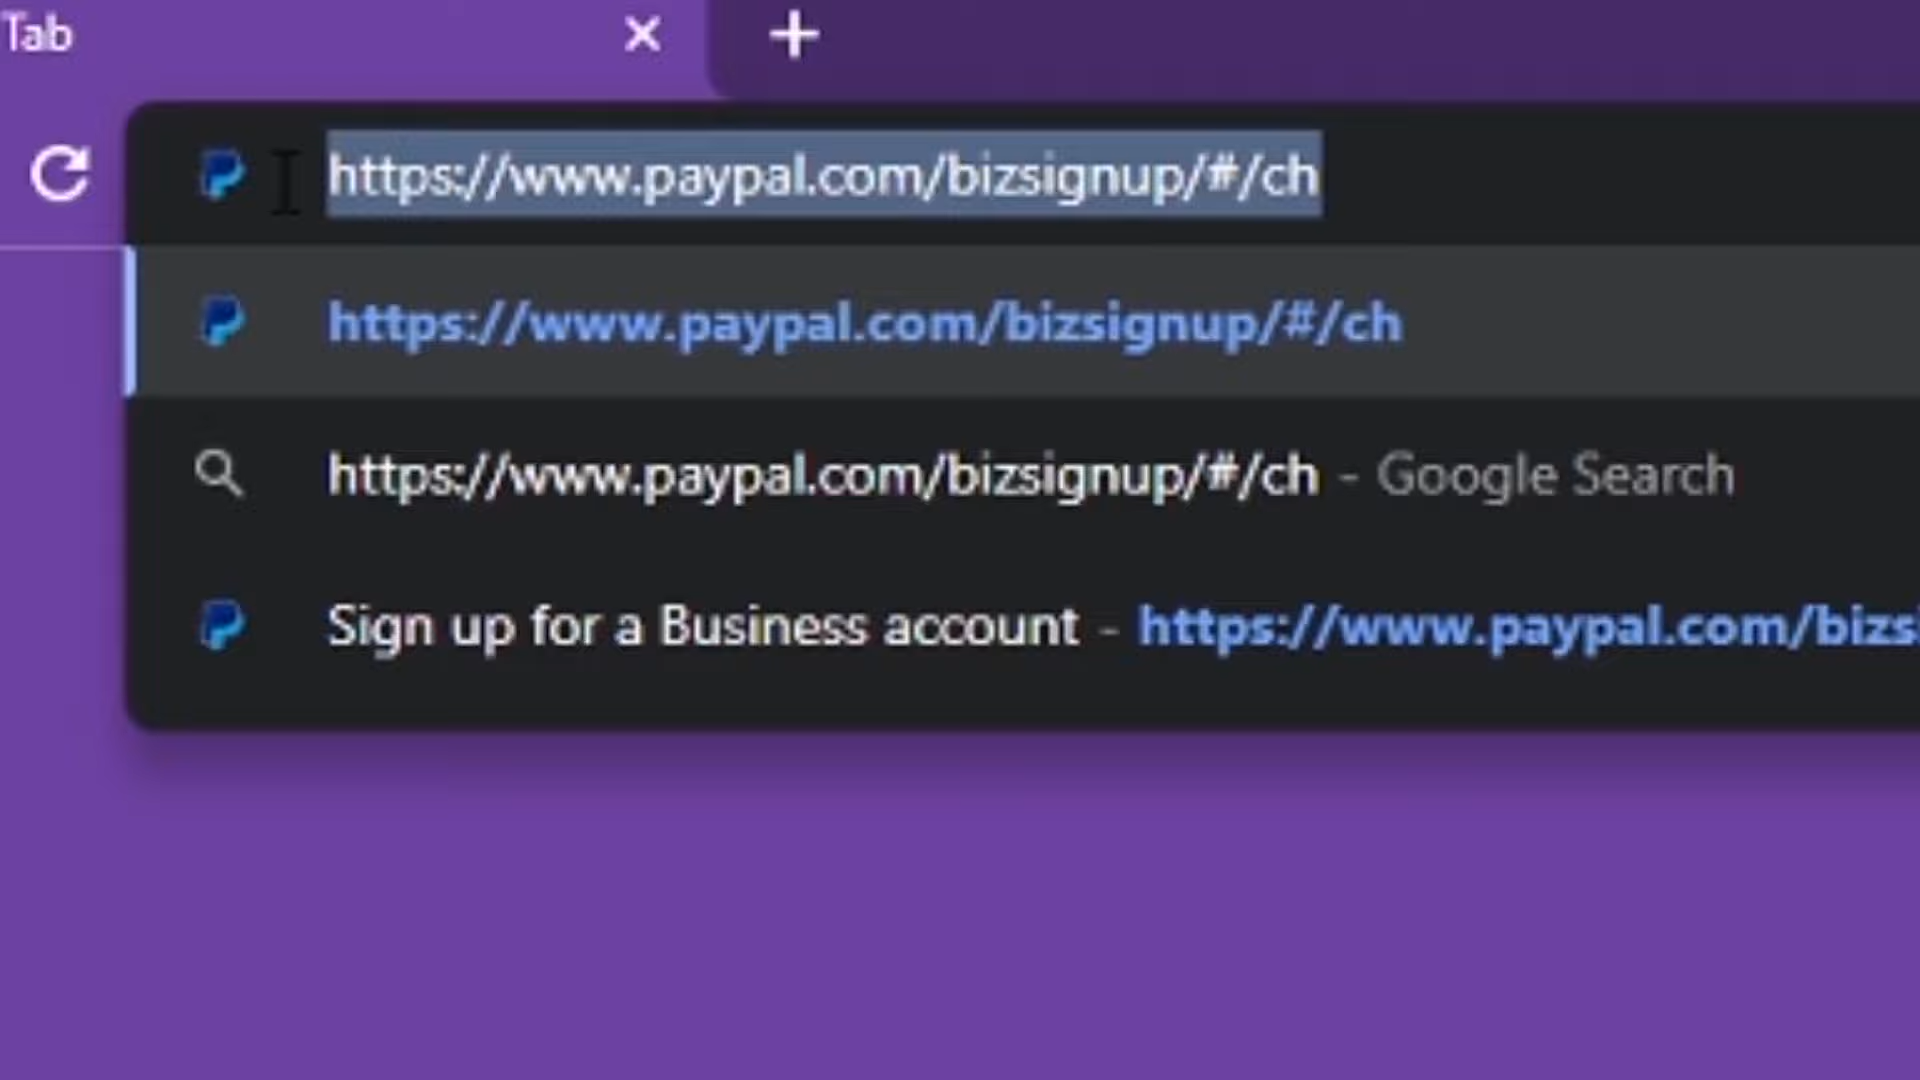 Tab
https://www.paypal.com/bizsignup/#/ch
https://www.paypal.com/bizsignup/#/ch
https://www.paypal.com/bizsignup/#/ch - Google Search
Sign up for a Business account - https://www.paypal.com/bizs